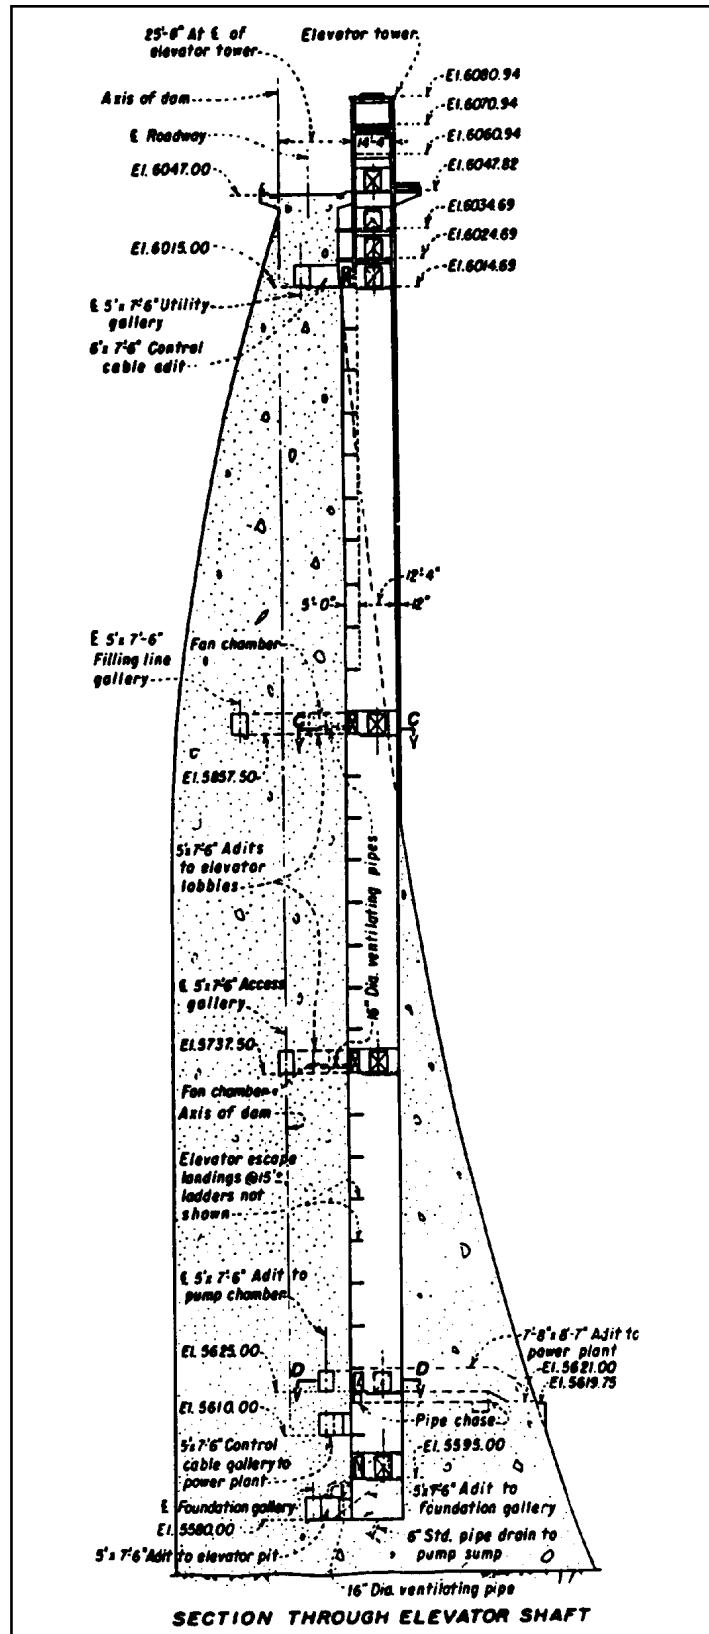 25'-6" At ℄ of
elevator tower
Elevator tower
Axis of dam
℄ Roadway
El. 6047.00
El. 6015.00
14'-4"
El. 6080.94
El. 6070.94
El. 6060.94
El. 6047.82
El. 6034.69
El. 6024.69
El. 6014.69
℄ 5' x 7'-6" Utility
gallery
6' x 7'-6" Control
cable adit
12'-4"
5'-0"
12"
℄ 5' x 7'-6"
Filling line
gallery
Fan chamber
C
C
El. 5857.50
5' x 7'-6" Adits
to elevator
lobbies
16" Dia. ventilating pipes
℄ 5' x 7'-6" Access
gallery
El. 5737.50
Fan chamber
Axis of dam
Elevator escape
landings @ 15'±
ladders not
shown
℄ 5' x 7'-6" Adit to
pump chamber
El. 5625.00
D
D
7'-8" x 8'-7" Adit to
power plant
El. 5621.00
El. 5619.75
El. 5610.00
Pipe chase
5' x 7'-6" Control
cable gallery to
power plant
El. 5595.00
5' x 7'-6" Adit to
foundation gallery
℄ Foundation gallery
El. 5580.00
5' x 7'-6" Adit to elevator pit
6" Std. pipe drain to
pump sump
16" Dia. ventilating pipe
SECTION THROUGH ELEVATOR SHAFT